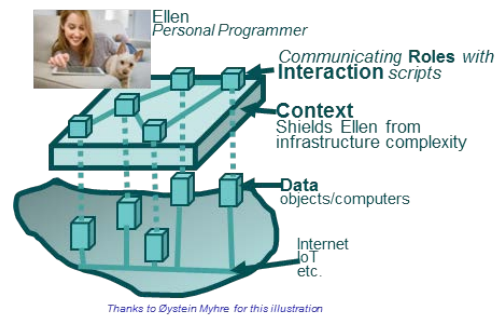 Ellen
Personal Programmer
Communicating Roles with
Interaction scripts
Context
Shields Ellen from
infrastructure complexity
Data
objects/computers
Internet
IoT
etc.
Thanks to Øystein Myhre for this illustration